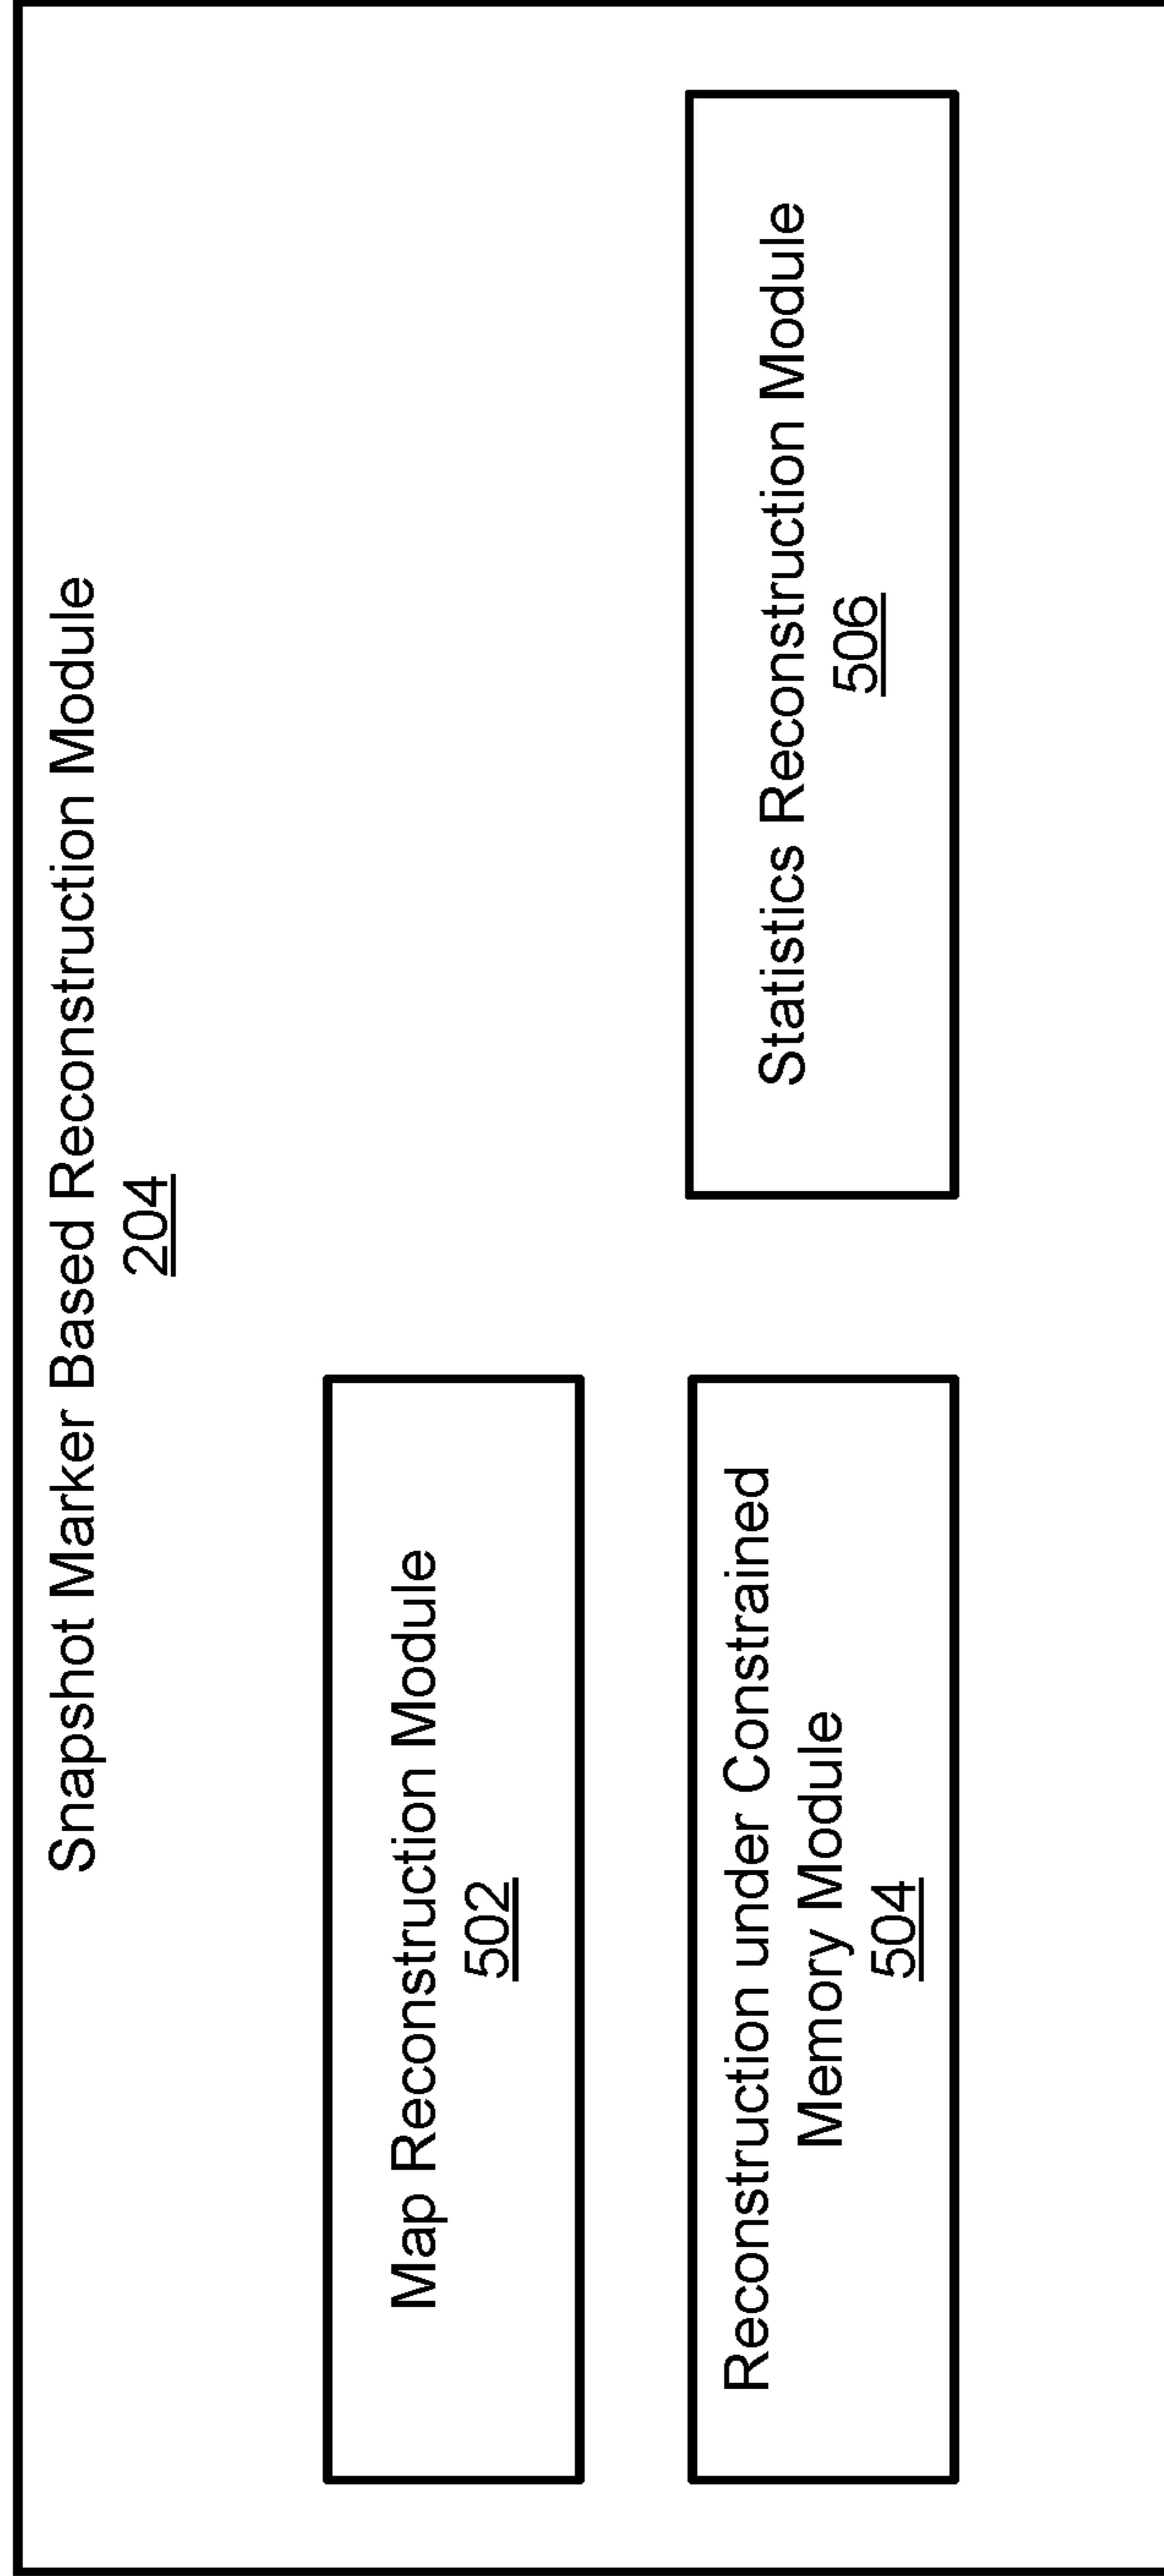 Snapshot Marker Based Reconstruction Module
204
Map Reconstruction Module
502
Reconstruction under Constrained
Memory Module
504
Statistics Reconstruction Module
506